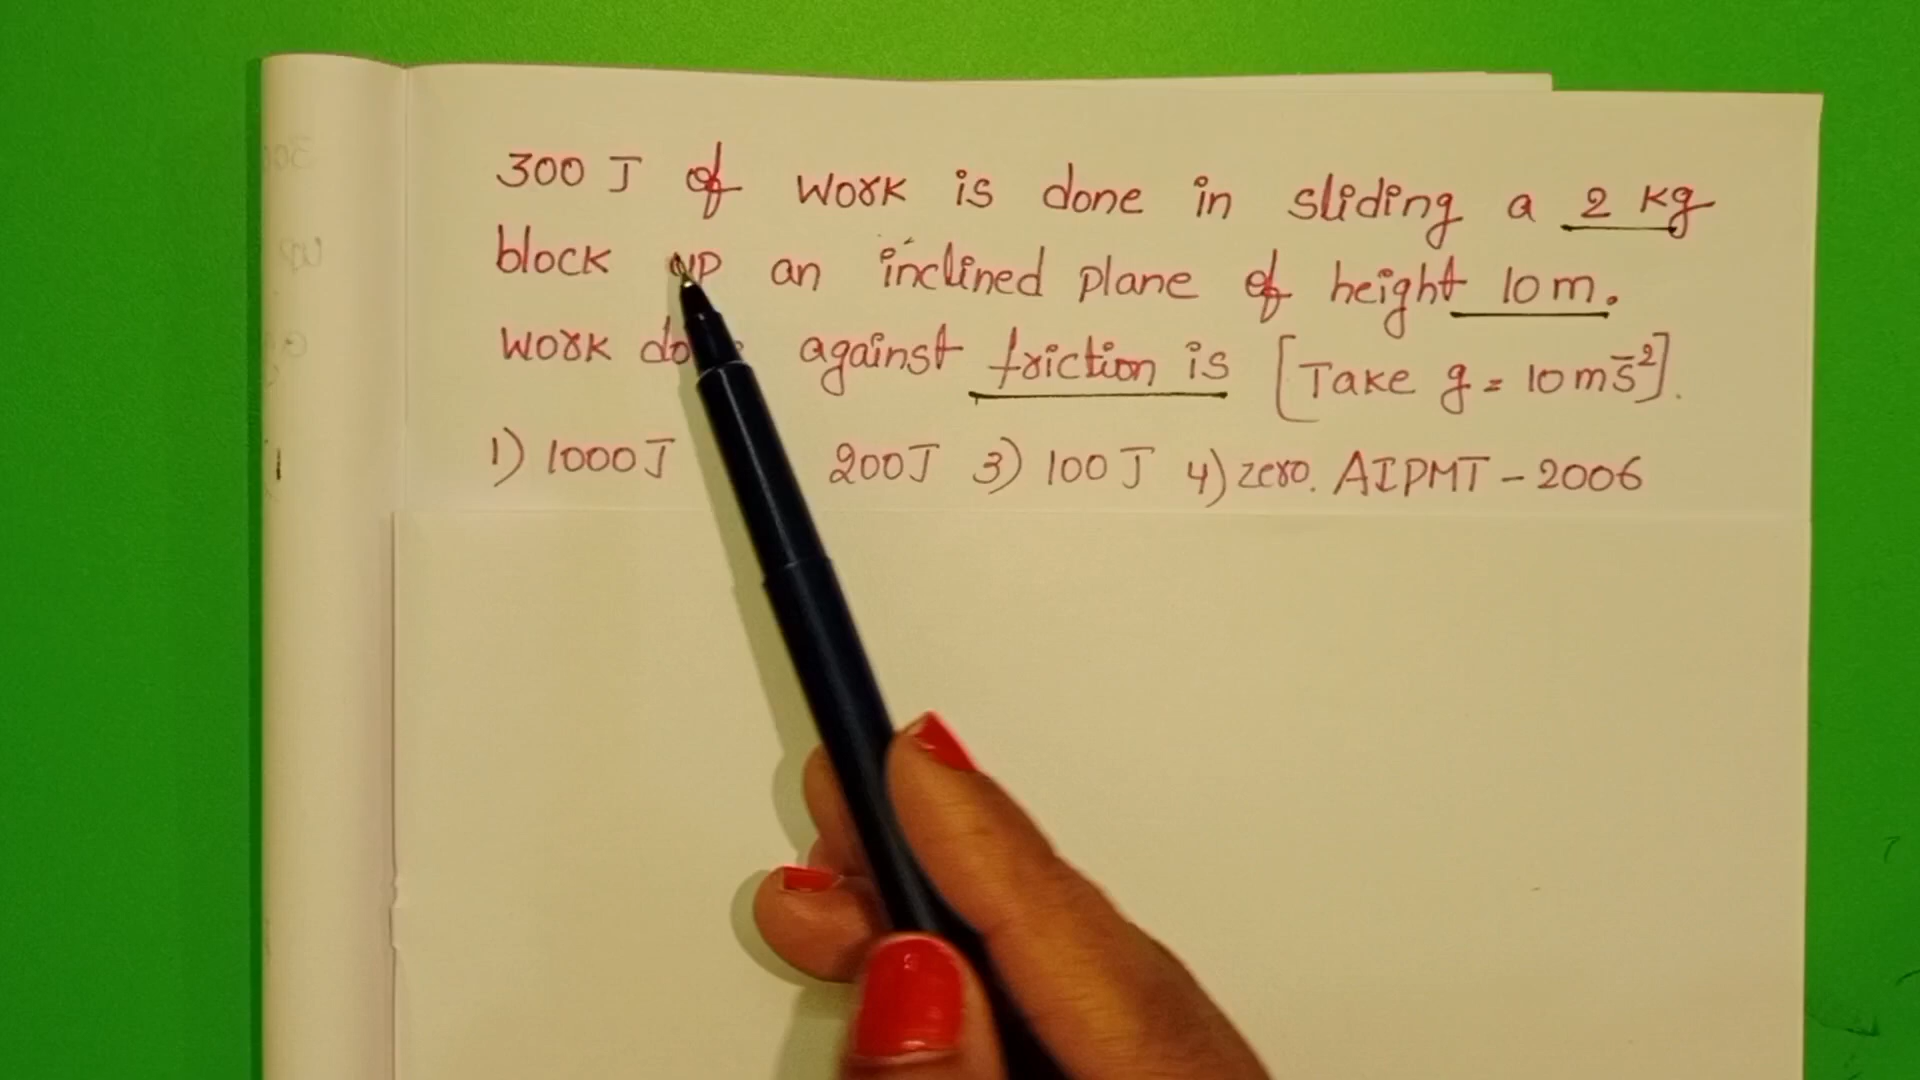 300 J of work is done in sliding a 2 kg
block up an inclined plane of height 10 m.
work against friction is [Take g = 10 m s⁻²].
1) 1000 J 200 J 3) 100 J 4) zero. AIPMT - 2006